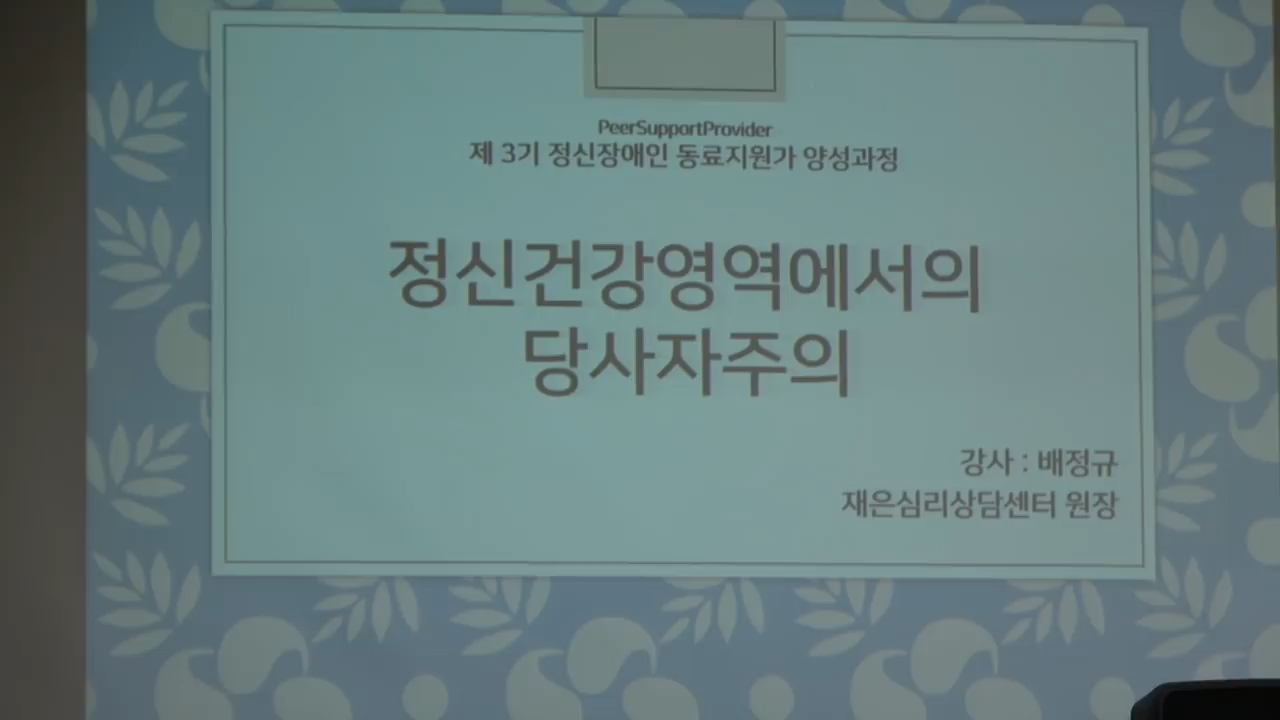 PeerSupportProvider
제 3기 정신장애인 동료지원가 양성과정
정신건강영역에서의
당사자주의
강사 : 배정규
재은심리상담센터 원장